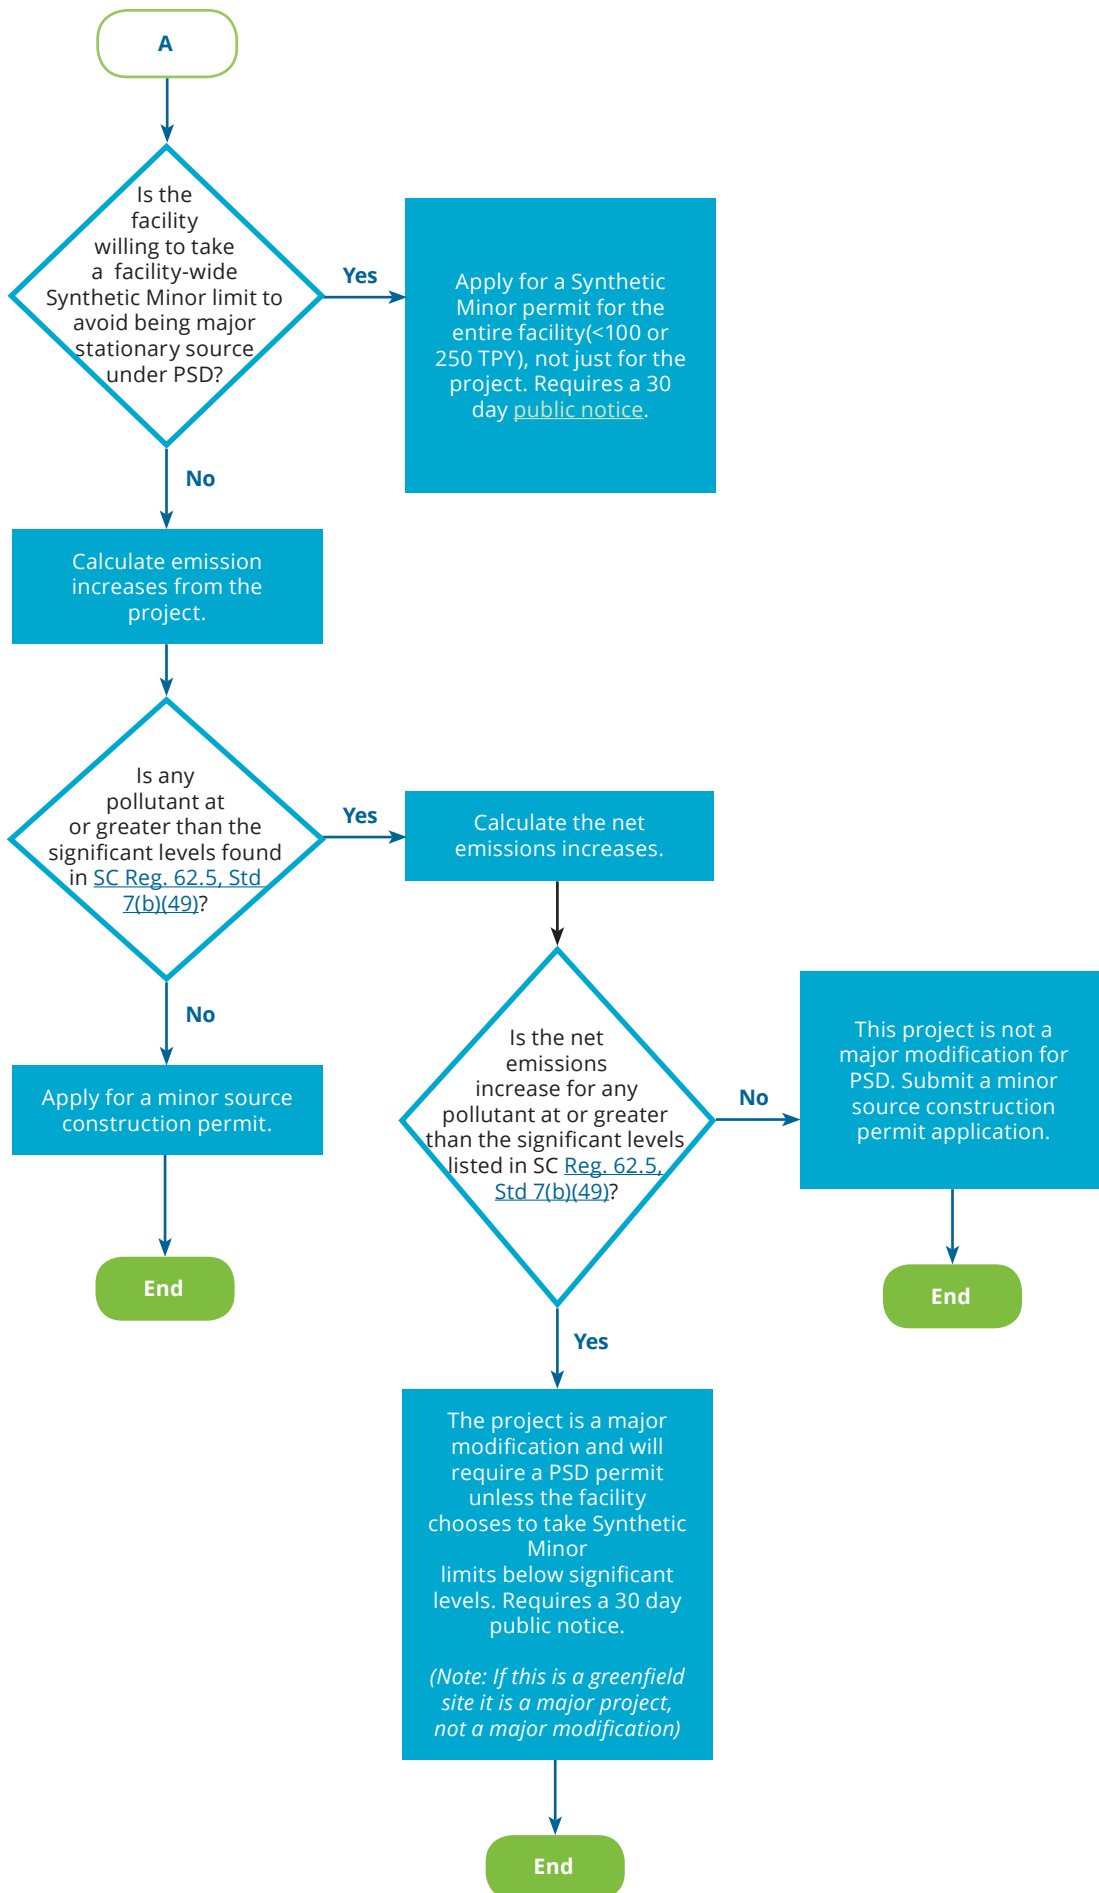 A
Is the
facility
willing to take
a facility-wide
Synthetic Minor limit to
avoid being major
stationary source
under PSD?
Yes
Apply for a Synthetic
Minor permit for the
entire facility(<100 or
250 TPY), not just for the
project. Requires a 30
day public notice.
No
Calculate emission
increases from the
project.
Is any
pollutant at
or greater than the
significant levels found
in SC Reg. 62.5, Std
7(b)(49)?
Yes
Calculate the net
emissions increases.
No
Apply for a minor source
construction permit.
End
Is the net
emissions
increase for any
pollutant at or greater
than the significant levels
listed in SC Reg. 62.5,
Std 7(b)(49)?
No
This project is not a
major modification for
PSD. Submit a minor
source construction
permit application.
End
Yes
The project is a major
modification and will
require a PSD permit
unless the facility
chooses to take Synthetic
Minor
limits below significant
levels. Requires a 30 day
public notice.
(Note: If this is a greenfield
site it is a major project,
not a major modification)
End